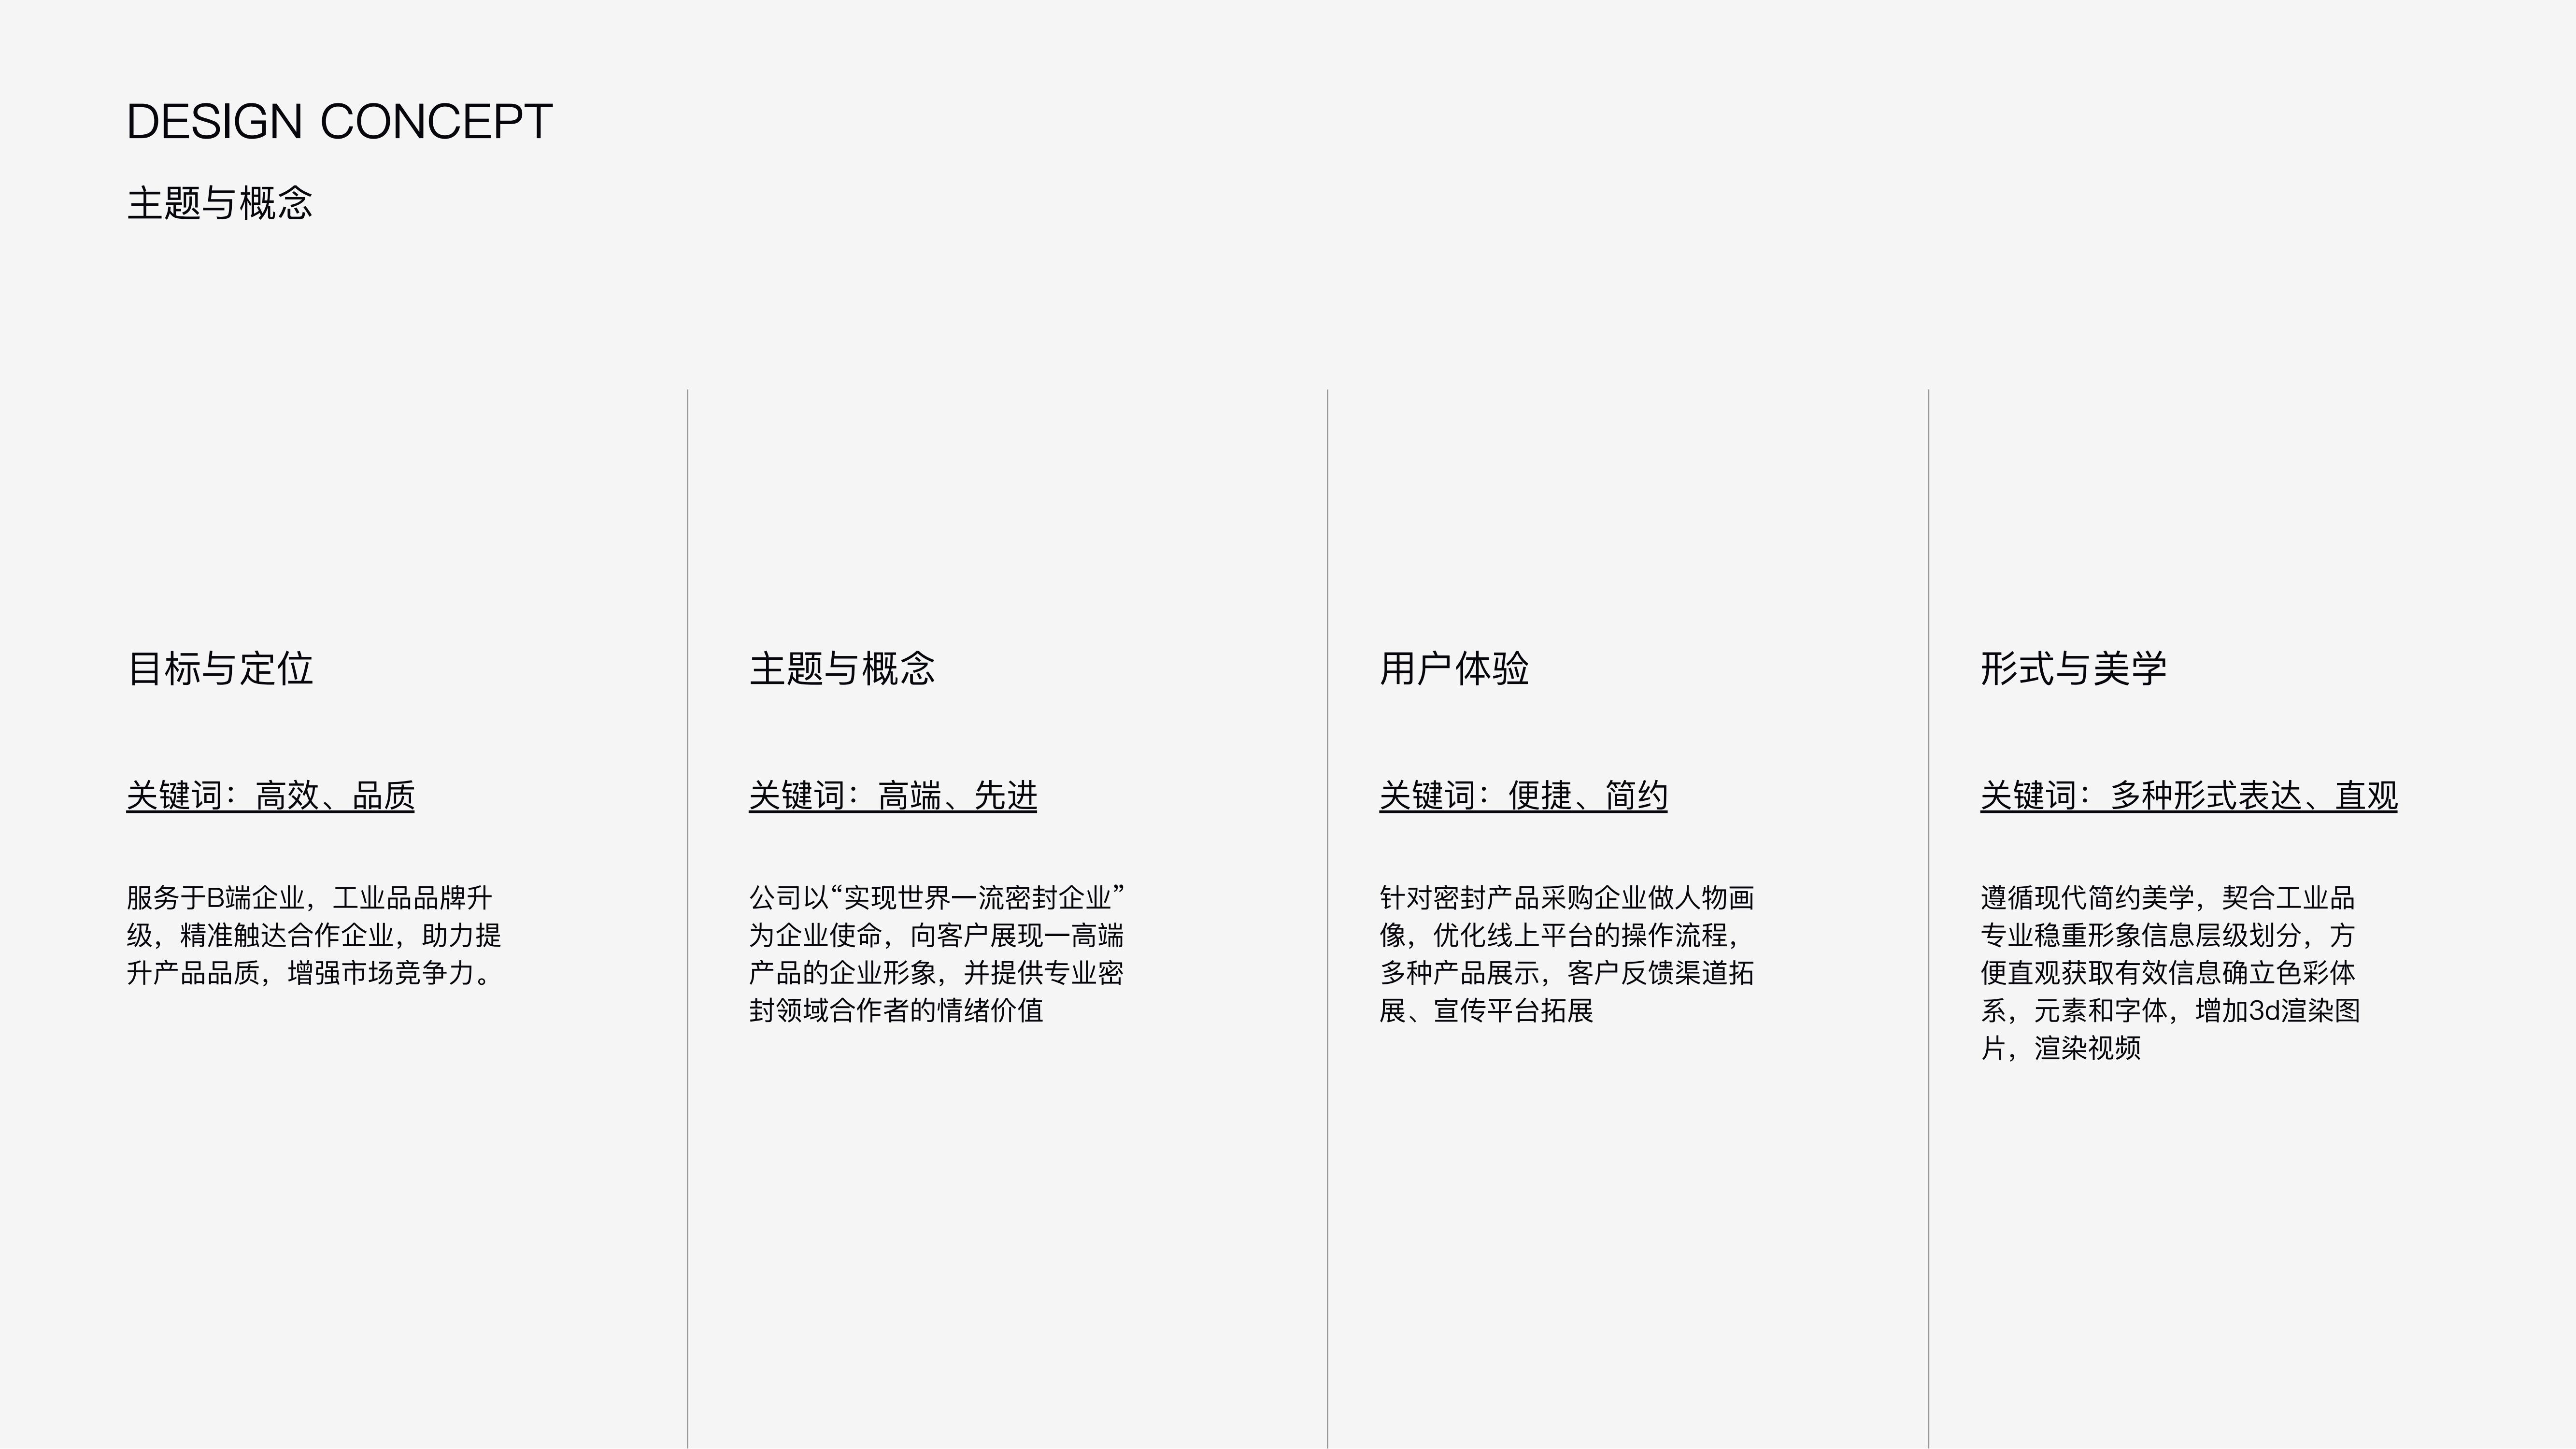 DESIGN CONCEPT
主题与概念
目标与定位
关键词：高效、品质
服务于B端企业，工业品品牌升
级，精准触达合作企业，助力提
升产品品质，增强市场竞争力。
主题与概念
关键词：高端、先进
公司以“实现世界一流密封企业”
为企业使命，向客户展现一高端
产品的企业形象，并提供专业密
封领域合作者的情绪价值
用户体验
关键词：便捷、简约
针对密封产品采购企业做人物画
像，优化线上平台的操作流程，
多种产品展示，客户反馈渠道拓
展、宣传平台拓展
形式与美学
关键词：多种形式表达、直观
遵循现代简约美学，契合工业品
专业稳重形象信息层级划分，方
便直观获取有效信息确立色彩体
系，元素和字体，增加3d渲染图
片，渲染视频